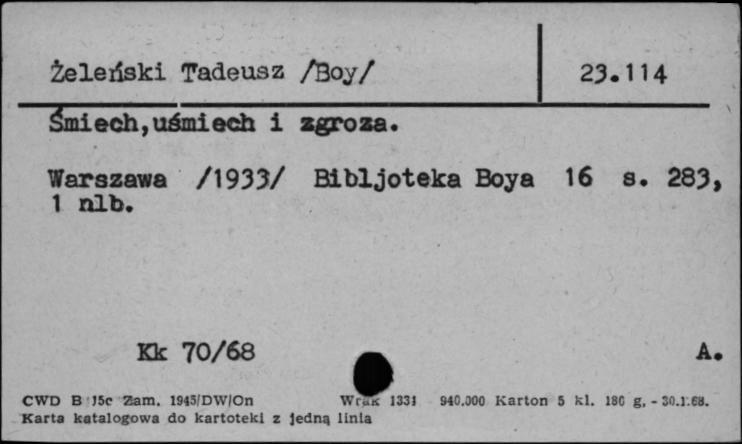 Żeleński Tadeusz /Boy/ 23.114
Śmiech,uśmiech i zgroza.
Warszawa /1933/ Bibljoteka Boya 16 s. 283,
1 nlb.
Kk 70/68 A.
CWD B 15c Zam. 1945/DW/On 1331 940.000 Karton 5 kl. 180 g. - 30.1.68.
Karta katalogowa do kartoteki z jedną linia